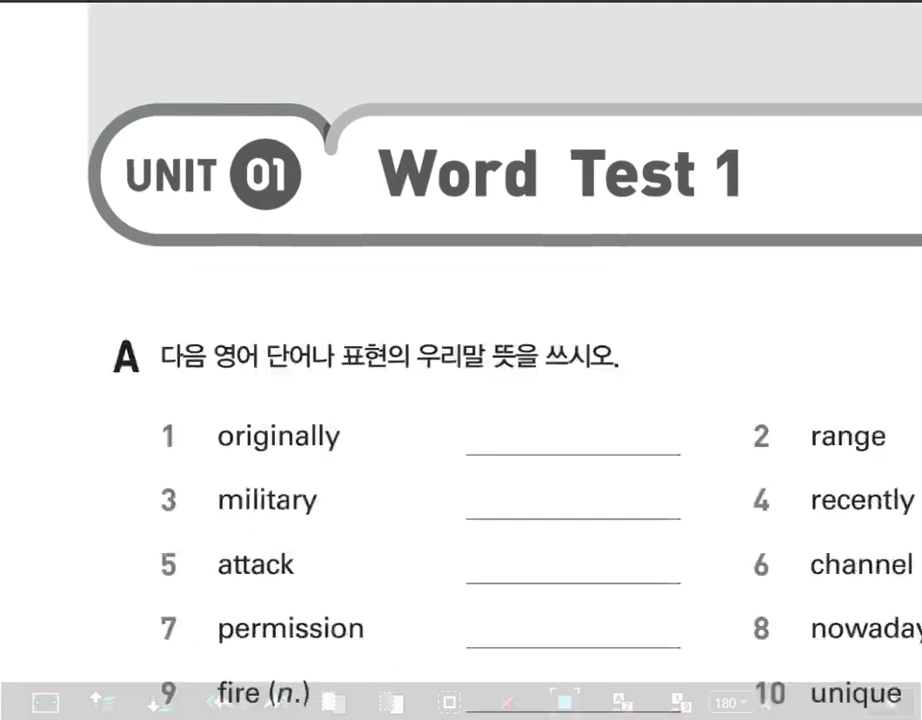 UNIT 01 Word Test 1
A 다음 영어 단어나 표현의 우리말 뜻을 쓰시오.
1 originally 2 range
3 military 4 recently
5 attack 6 channel
7 permission 8 nowaday
9 fire (n.) 10 unique
180